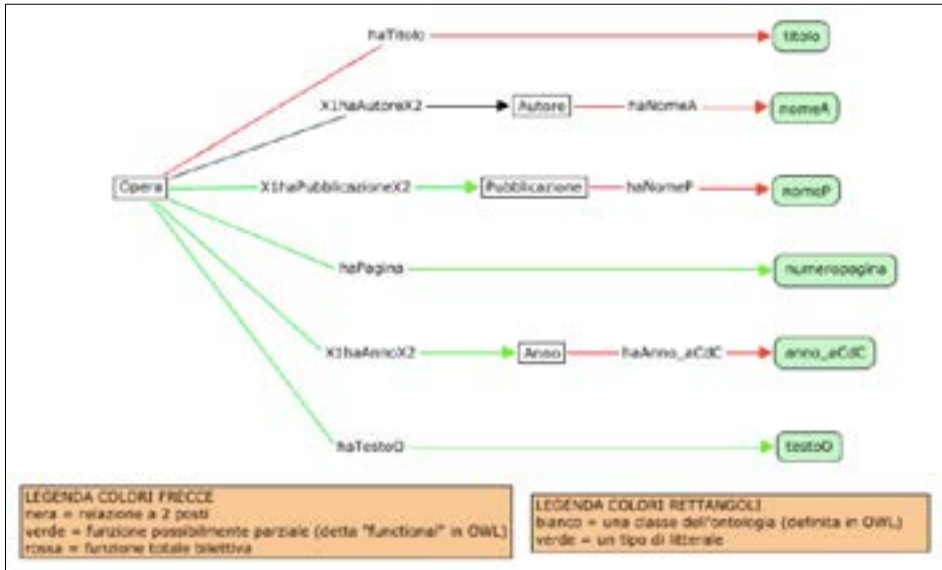 haTitolo titolo
X1haAutoreX2 Autore haNomeA nomeA
Opera X1haPubblicazioneX2 Pubblicazione haNomeP nomeP
haPagina numeropagina
X1haAnnoX2 Anno haAnno_aCdC anno_aCdC
haTestoO testoO
LEGENDA COLORI FRECCE
nera = relazione a 2 posti
verde = funzione possibilmente parziale (detta "functional" in OWL)
rossa = funzione totale biiettiva
LEGENDA COLORI RETTANGOLI
bianco = una classe dell'ontologia (definita in OWL)
verde = un tipo di litterale